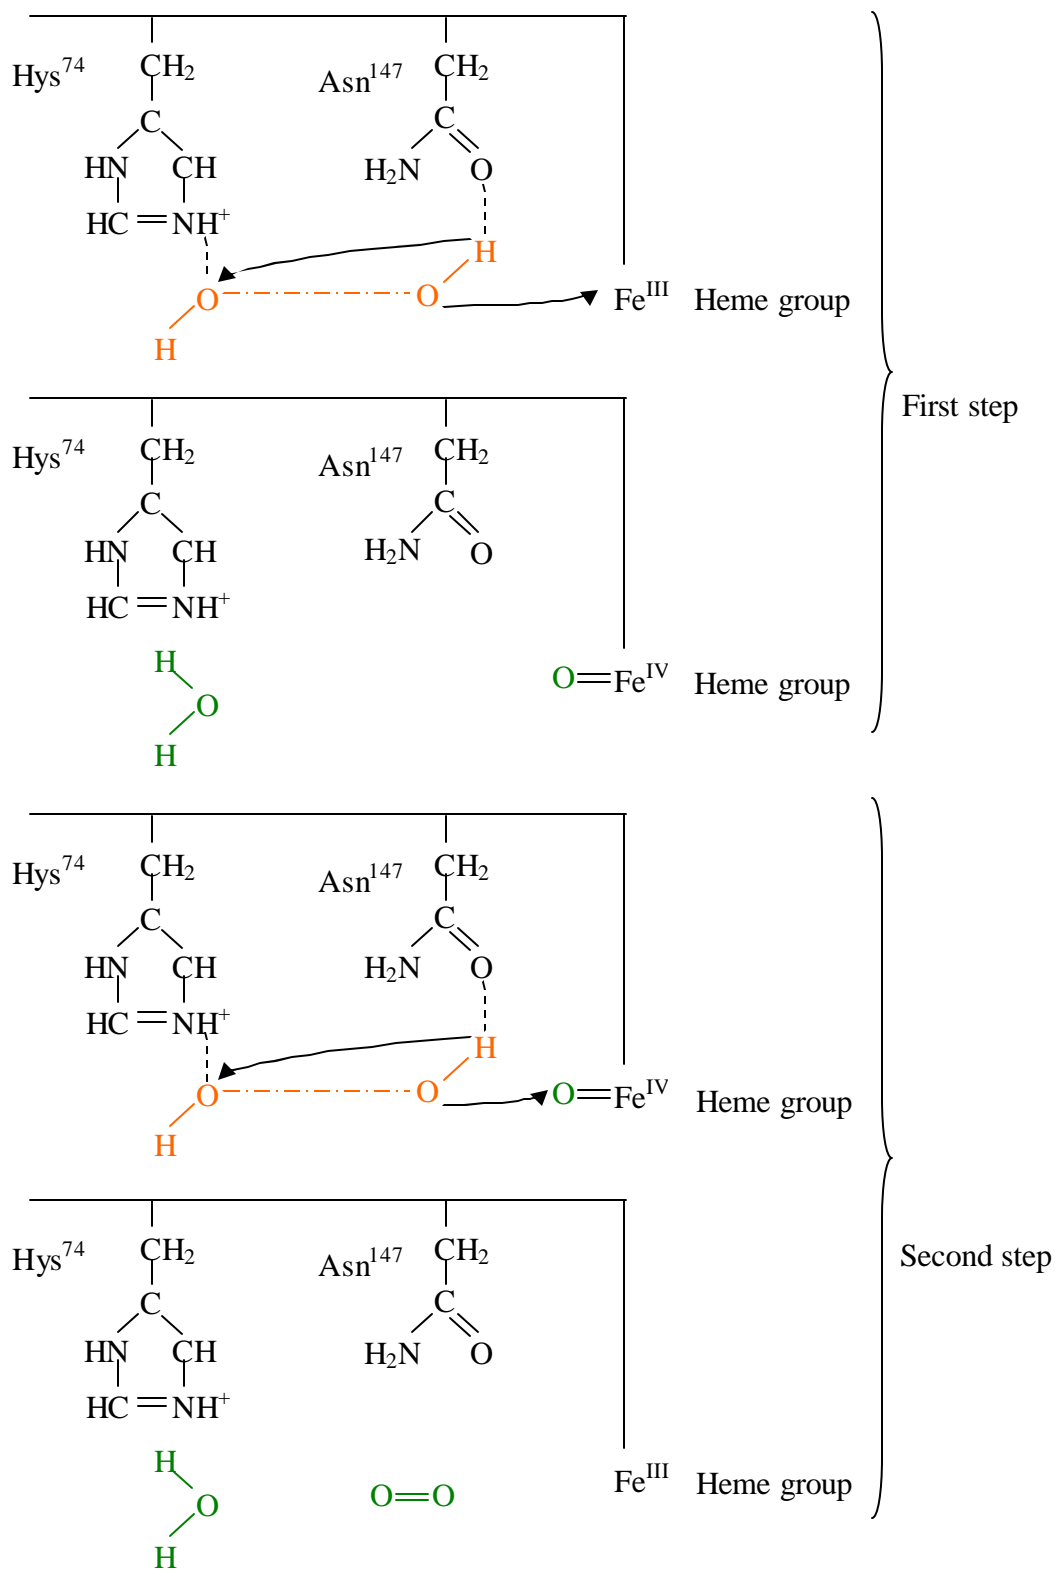 Hys⁷⁴ CH₂ Asn¹⁴⁷ CH₂
C C
HN CH H₂N O
HC NH⁺
H
O O Feᴵᴵᴵ Heme group
H
First step
Hys⁷⁴ CH₂ Asn¹⁴⁷ CH₂
C C
HN CH H₂N O
HC NH⁺
H
O Feᴵⱽ Heme group
O
H
Hys⁷⁴ CH₂ Asn¹⁴⁷ CH₂
C C
HN CH H₂N O
HC NH⁺
H
O O O Feᴵⱽ Heme group
H
Second step
Hys⁷⁴ CH₂ Asn¹⁴⁷ CH₂
C C
HN CH H₂N O
HC NH⁺
H
O O O Feᴵᴵᴵ Heme group
H